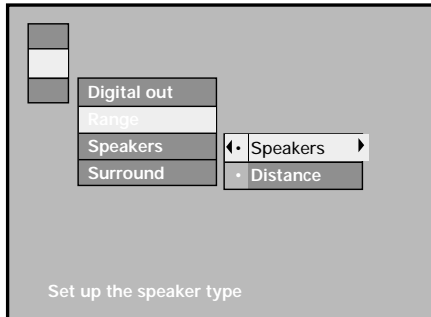 Digital out
Range
Speakers
Speakers
Surround
Distance
Set up the speaker type